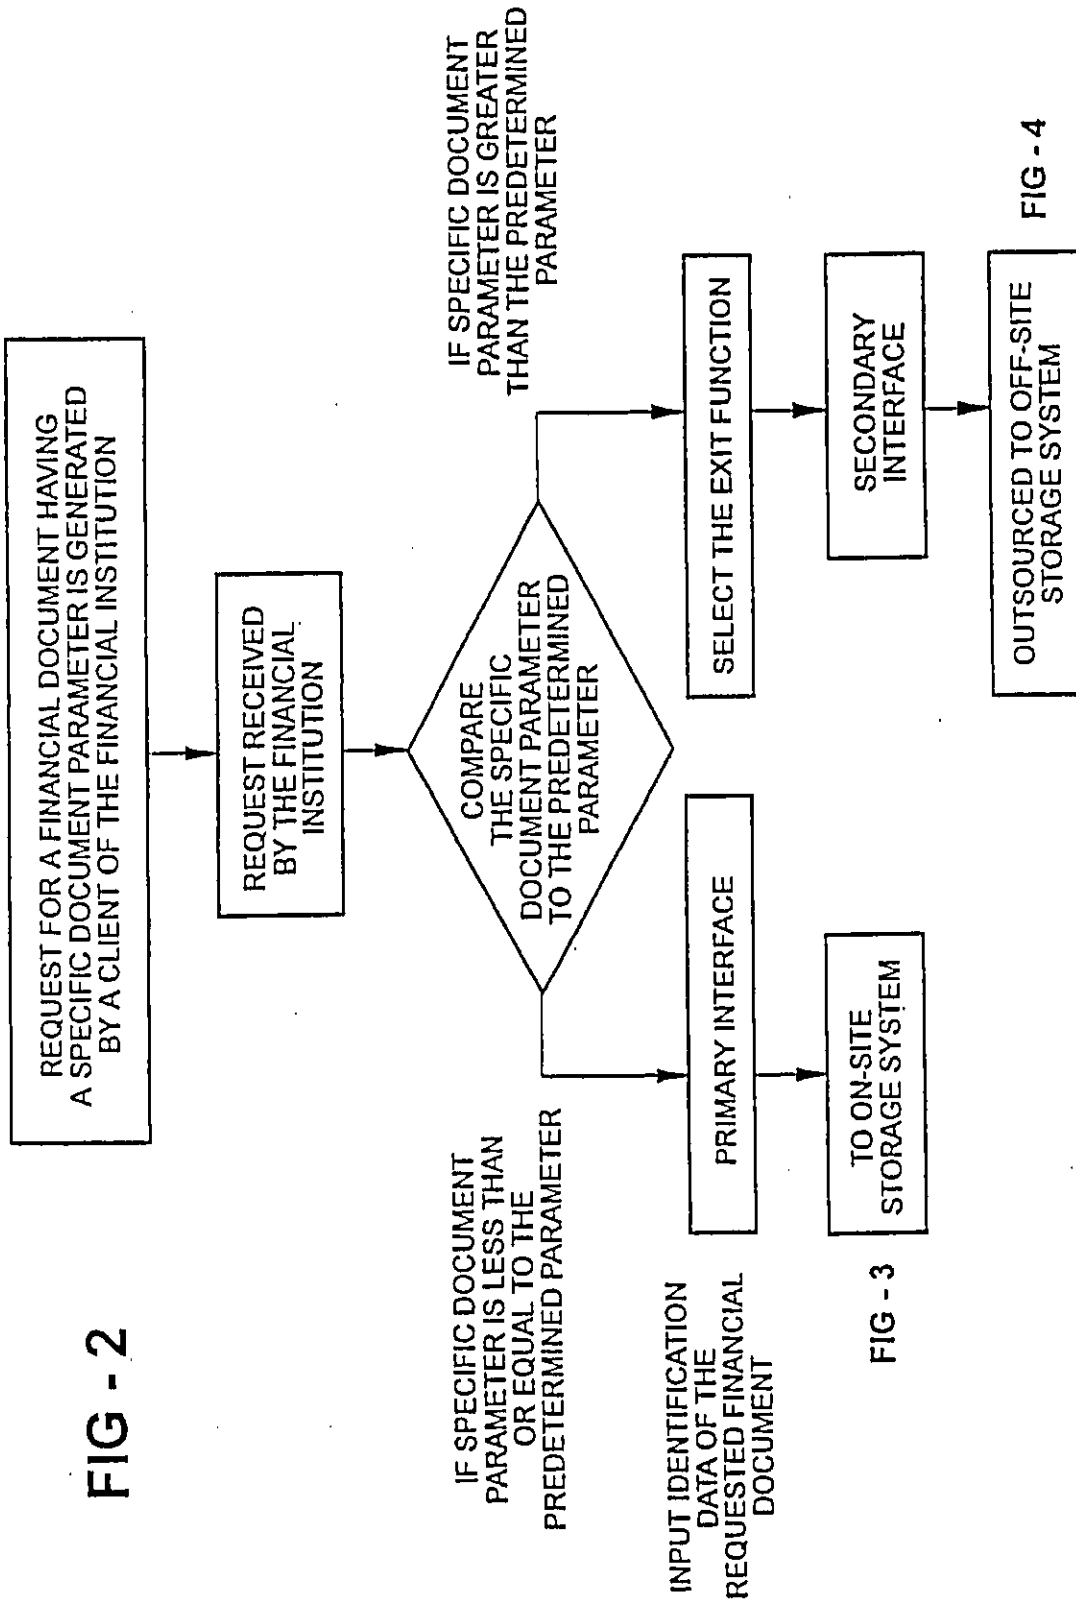 FIG - 2
REQUEST FOR A FINANCIAL DOCUMENT HAVING
A SPECIFIC DOCUMENT PARAMETER IS GENERATED
BY A CLIENT OF THE FINANCIAL INSTITUTION
REQUEST RECEIVED
BY THE FINANCIAL
INSTITUTION
COMPARE
THE SPECIFIC
DOCUMENT PARAMETER
TO THE PREDETERMINED
PARAMETER
IF SPECIFIC DOCUMENT
PARAMETER IS LESS THAN
OR EQUAL TO THE
PREDETERMINED PARAMETER
IF SPECIFIC DOCUMENT
PARAMETER IS GREATER
THAN THE PREDETERMINED
PARAMETER
INPUT IDENTIFICATION
DATA OF THE
REQUESTED FINANCIAL
DOCUMENT
PRIMARY INTERFACE
SELECT THE EXIT FUNCTION
TO ON-SITE
STORAGE SYSTEM
FIG - 3
SECONDARY
INTERFACE
OUTSOURCED TO OFF-SITE
STORAGE SYSTEM
FIG - 4